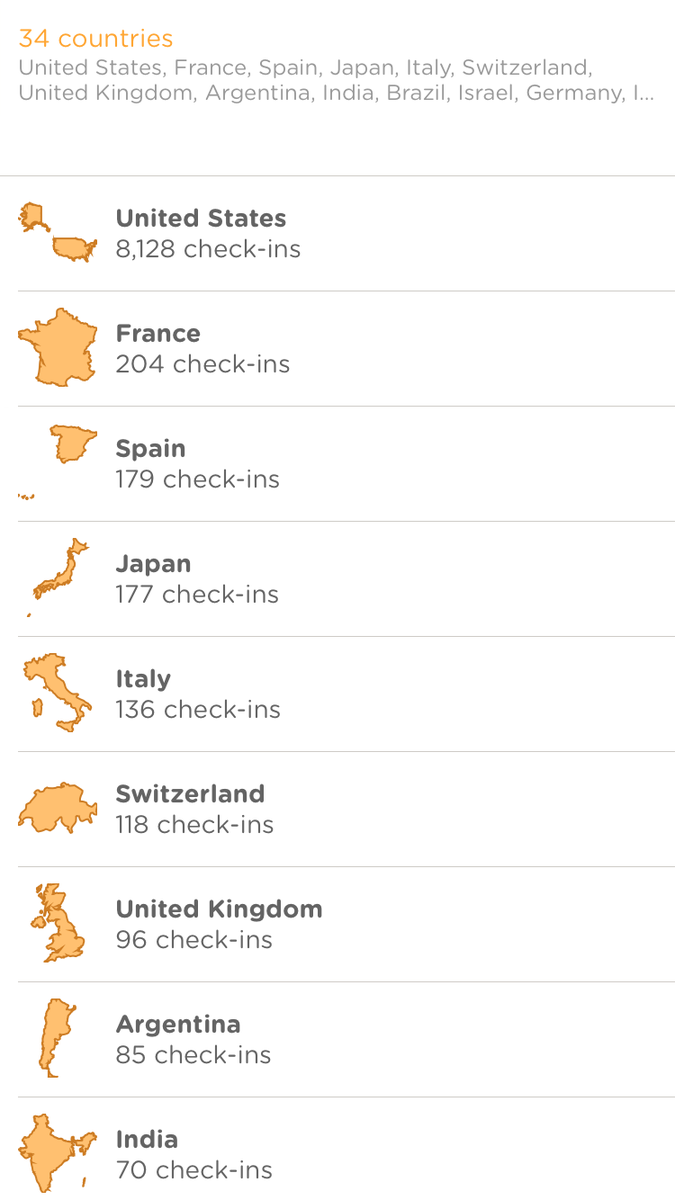 34 countries
United States, France, Spain, Japan, Italy, Switzerland,
United Kingdom, Argentina, India, Brazil, Israel, Germany, I...
United States
8,128 check-ins
France
204 check-ins
Spain
179 check-ins
Japan
177 check-ins
Italy
136 check-ins
Switzerland
118 check-ins
United Kingdom
96 check-ins
Argentina
85 check-ins
India
70 check-ins